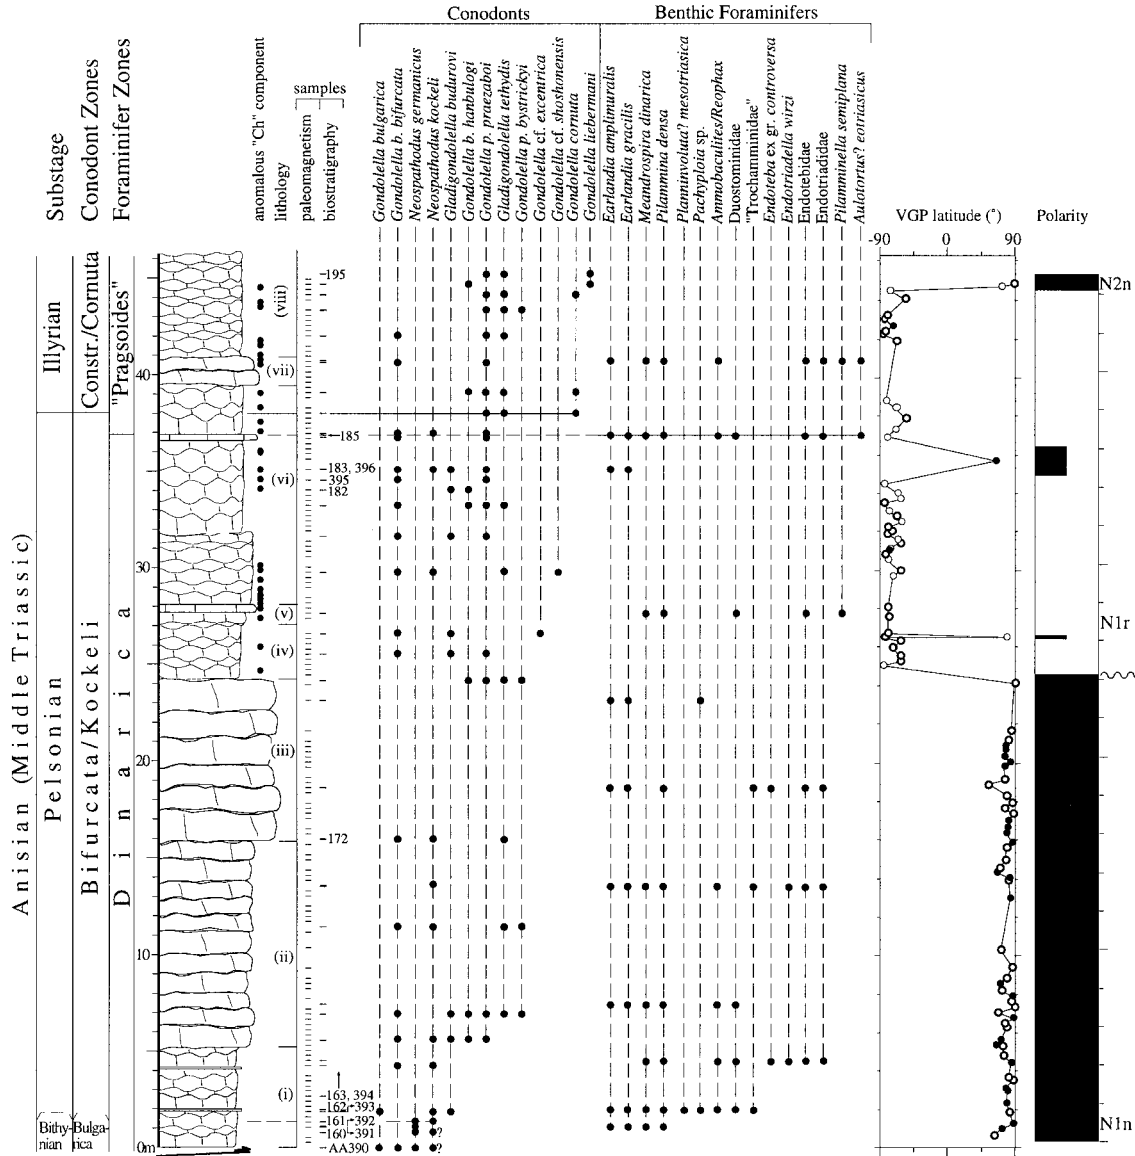 Conodonts
Benthic Foraminifers
Substage
Conodont Zones
Foraminifer Zones
anomalous "Ch" component
lithology
samples
paleomagnetism
biostratigraphy
Gondolella bulgarica
Gondolella b. bifurcata
Neospathodus germanicus
Neospathodus kockeli
Gladigondolella budurovi
Gondolella b. hanbulogi
Gondolella p. praezaboi
Gladigondolella tethydis
Gondolella p. bystrickyi
Gondolella cf. excentrica
Gondolella cf. shoshonensis
Gondolella cornuta
Gondolella liebermani
Earlandia amplimuralis
Earlandia gracilis
Meandrospira dinarica
Pilammina densa
Planiinvoluta? mesotriasica
Pachyploia sp.
Ammobaculites/Reophax
Duostominidae
"Trochamminidae"
Endoteba ex gr. controversa
Endotriadella wirzi
Endotebidae
Endotriadidae
Pilamminella semiplana
Aulotortus? eotriasicus
VGP latitude (°)
Polarity
-90 0 90
Anisian (Middle Triassic)
Illyrian
Pelsonian
Bithy-
nian
Constr./Cornuta
Bifurcata/Kockeli
Bulga-
rica
"Pragsoides"
Dinarica
40
30
20
10
0m
(viii)
(vii)
(vi)
(v)
(iv)
(iii)
(ii)
(i)
195
185
183, 396
395
182
172
163, 394
162 393
161 392
160 391
AA390
?
?
N2n
N1r
N1n